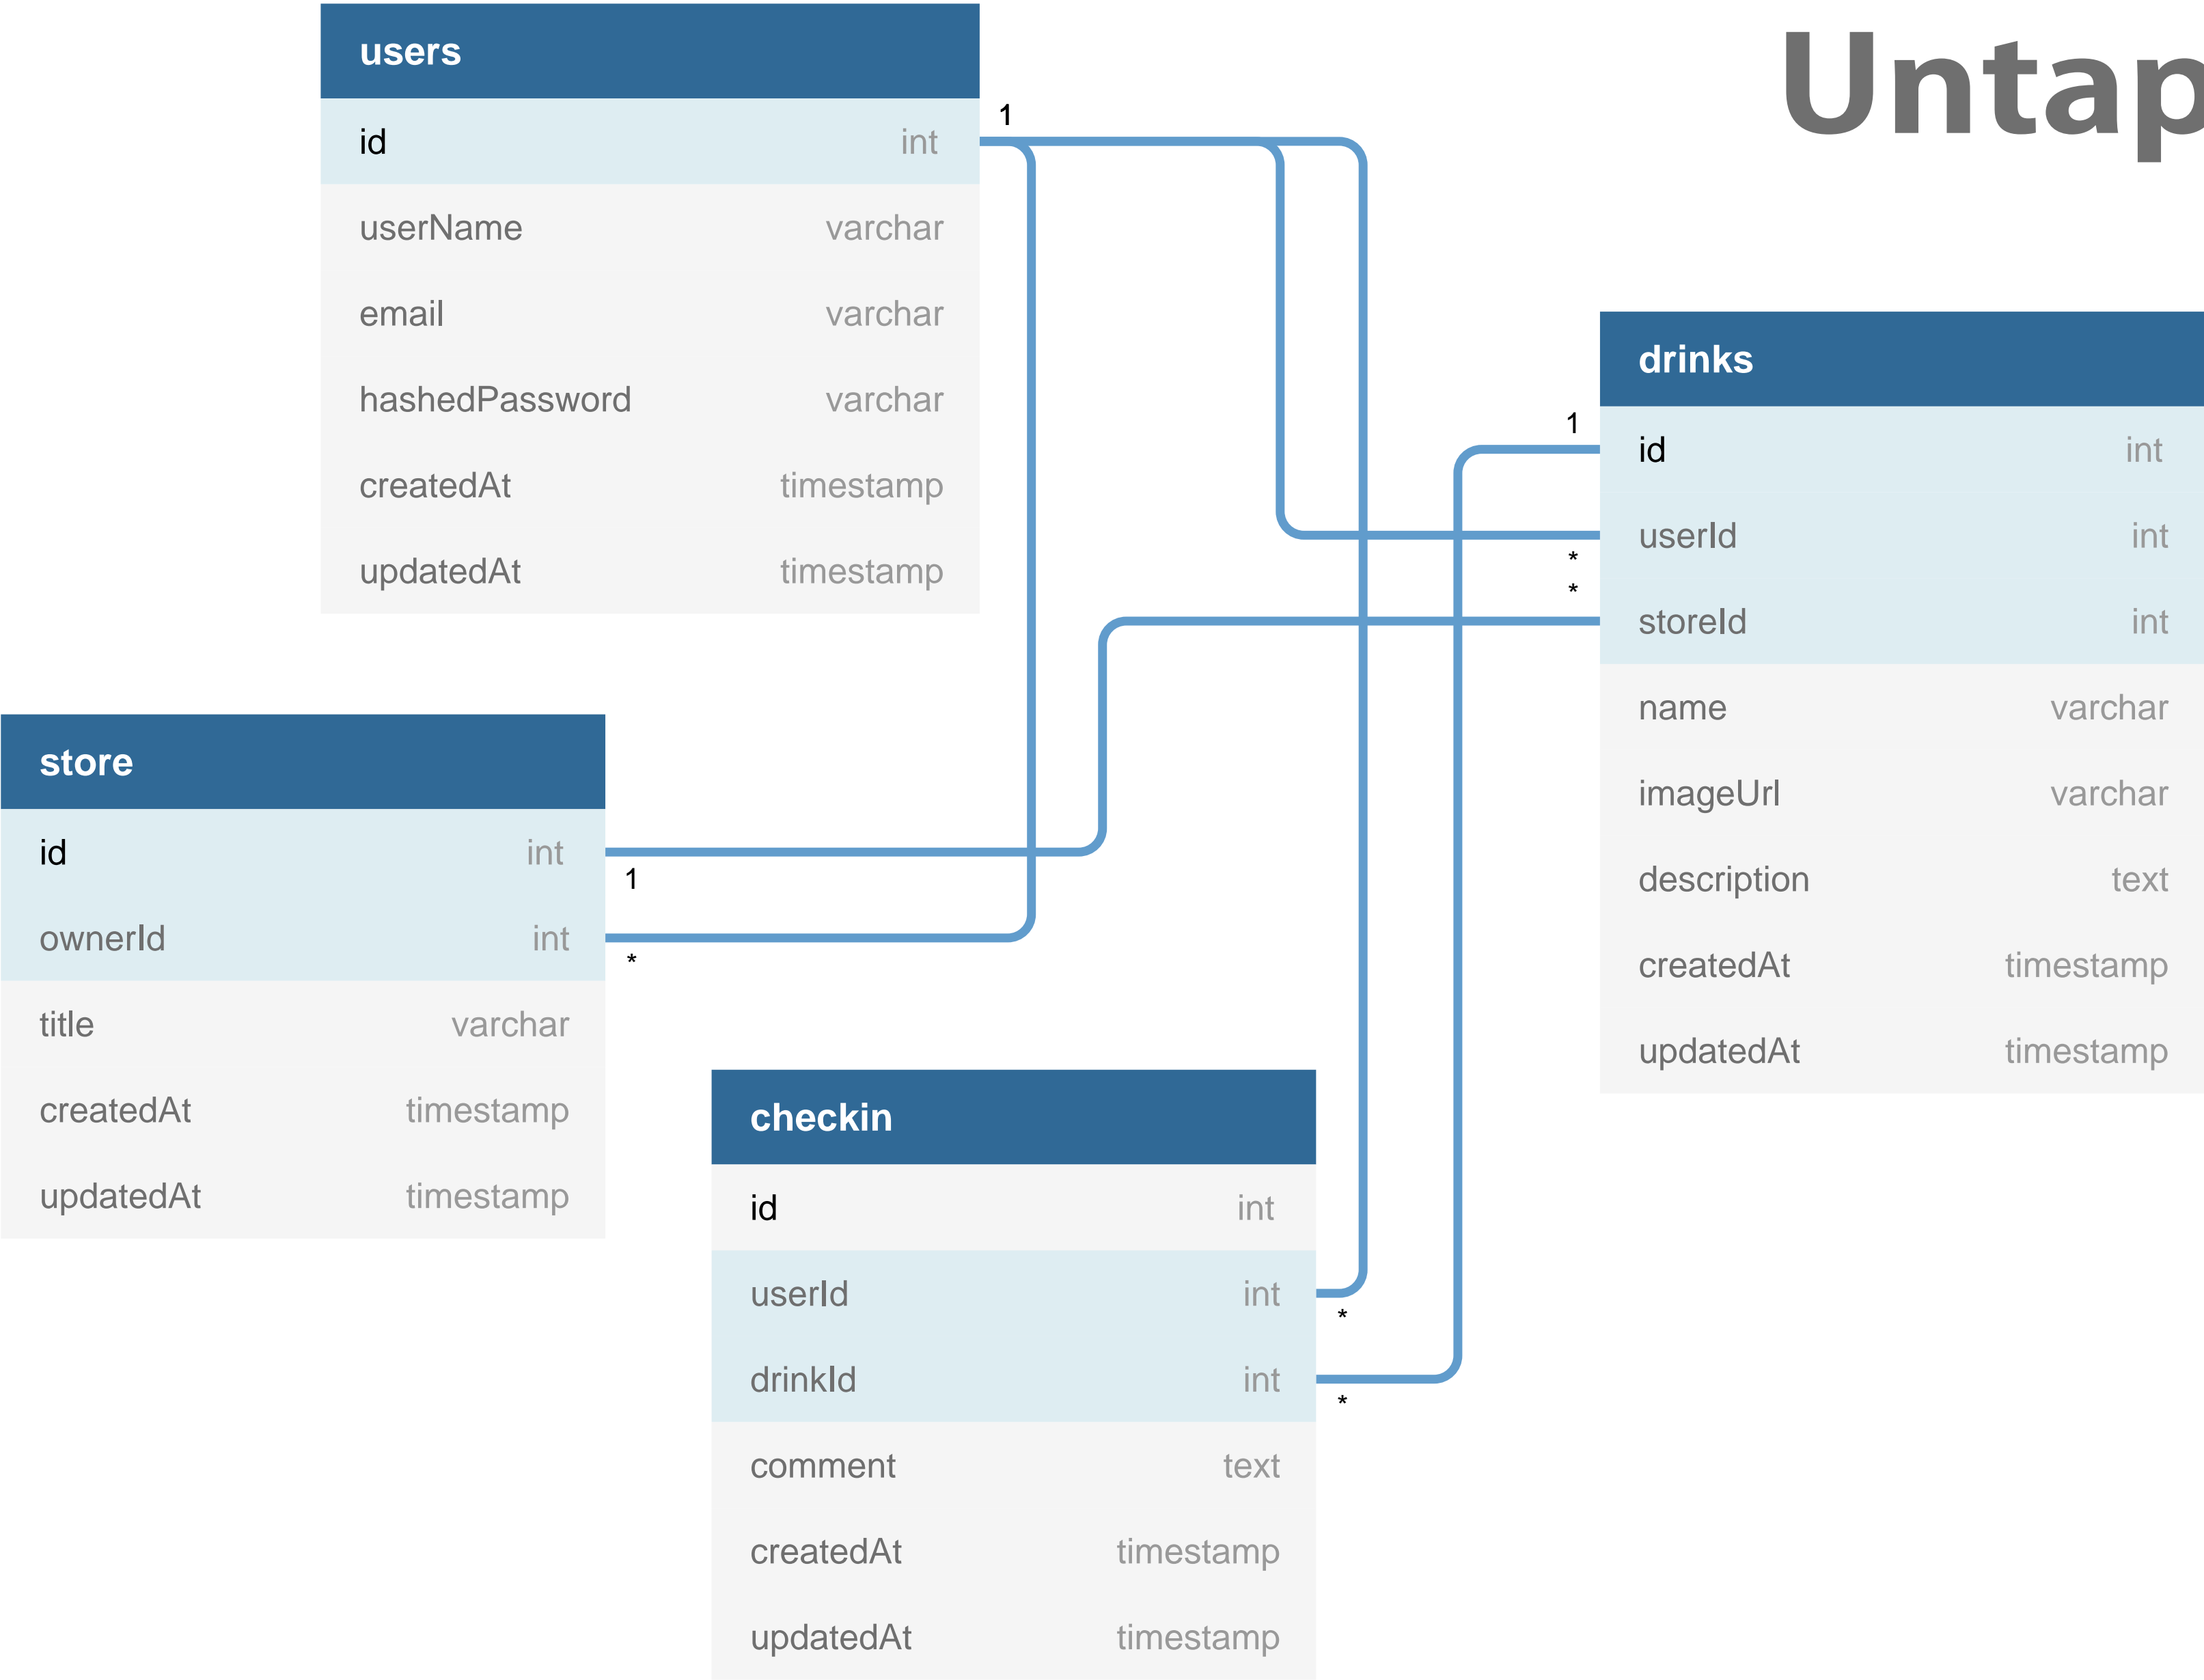 Untap
users
1
id int
userName varchar
email varchar
hashedPassword varchar
createdAt timestamp
updatedAt timestamp
drinks
1
id int
userId int
*
*
storeId int
name varchar
imageUrl varchar
description text
createdAt timestamp
updatedAt timestamp
store
id int
1
ownerId int
*
title varchar
createdAt timestamp
updatedAt timestamp
checkin
id int
userId int
*
drinkId int
*
comment text
createdAt timestamp
updatedAt timestamp